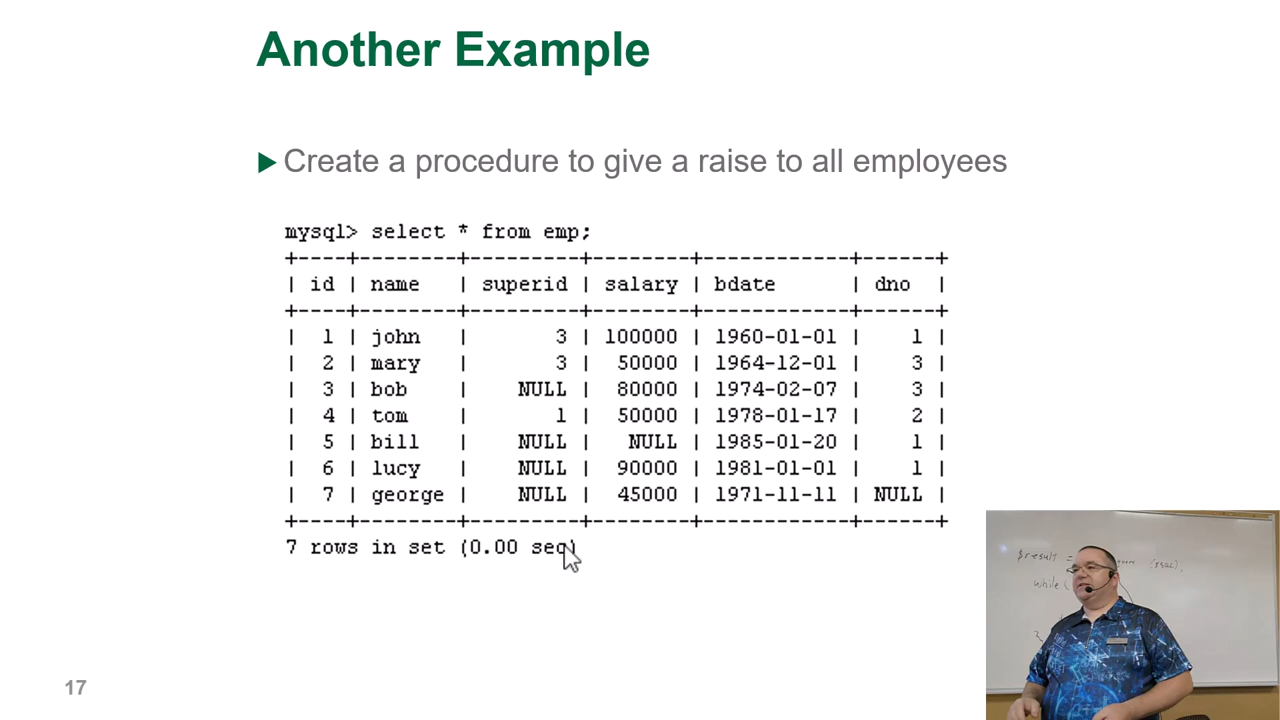 Another Example
Create a procedure to give a raise to all employees
mysql> select * from emp;
+----+--------+---------+--------+------------+------+
| id | name   | superid | salary | bdate      | dno  |
+----+--------+---------+--------+------------+------+
|  1 | john   |       3 | 100000 | 1960-01-01 |    1 |
|  2 | mary   |       3 |  50000 | 1964-12-01 |    3 |
|  3 | bob    |    NULL |  80000 | 1974-02-07 |    3 |
|  4 | tom    |       1 |  50000 | 1978-01-17 |    2 |
|  5 | bill   |    NULL |   NULL | 1985-01-20 |    1 |
|  6 | lucy   |    NULL |  90000 | 1981-01-01 |    1 |
|  7 | george |    NULL |  45000 | 1971-11-11 | NULL |
+----+--------+---------+--------+------------+------+
7 rows in set (0.00 sec)
$result =
while (
17